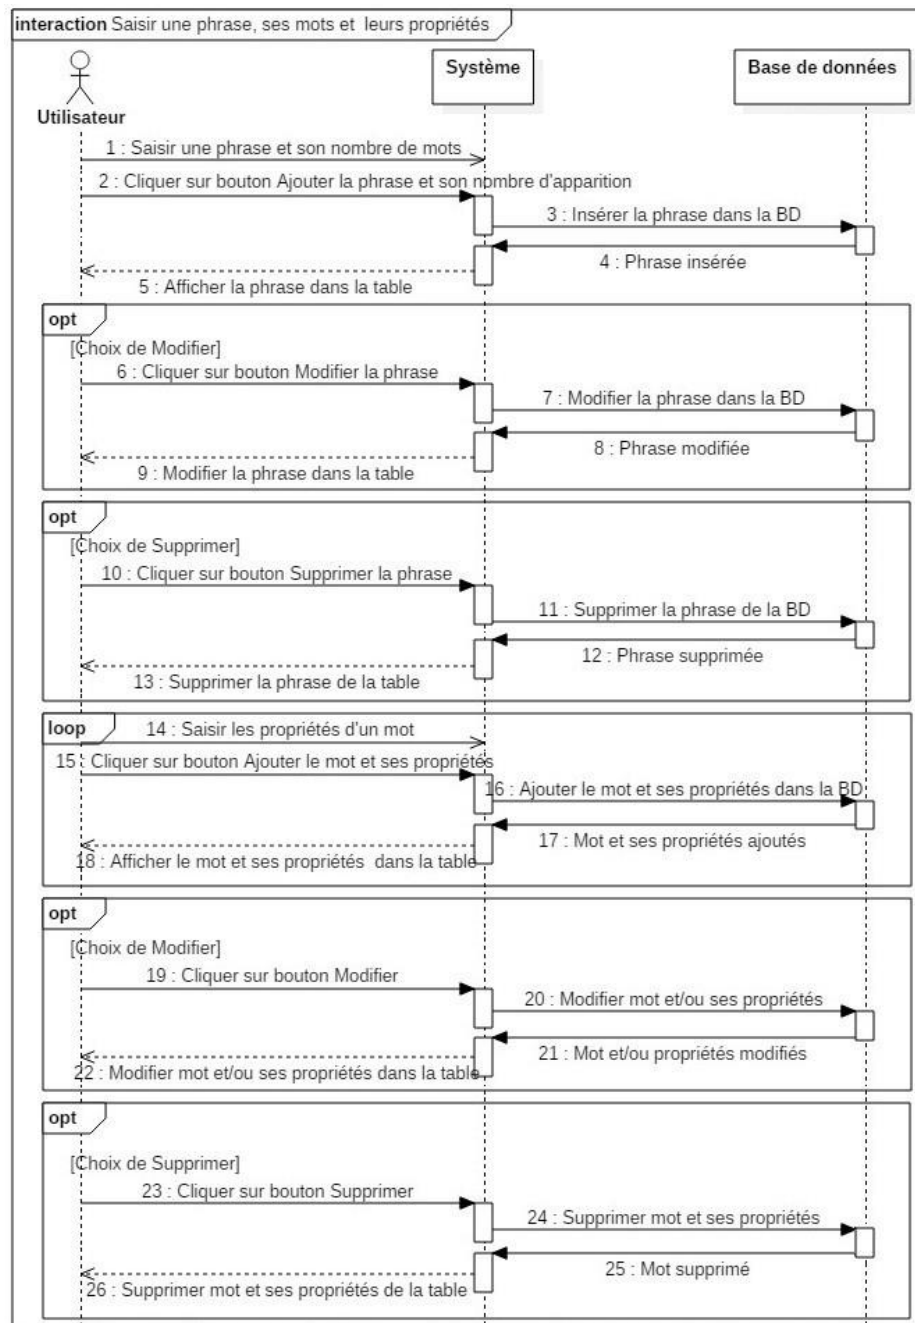 interaction Saisir une phrase, ses mots et leurs propriétés
Système
Base de données
Utilisateur
1 : Saisir une phrase et son nombre de mots
2 : Cliquer sur bouton Ajouter la phrase et son nombre d'apparition
3 : Insérer la phrase dans la BD
4 : Phrase insérée
5 : Afficher la phrase dans la table
opt
[Choix de Modifier]
6 : Cliquer sur bouton Modifier la phrase
7 : Modifier la phrase dans la BD
8 : Phrase modifiée
9 : Modifier la phrase dans la table
opt
[Choix de Supprimer]
10 : Cliquer sur bouton Supprimer la phrase
11 : Supprimer la phrase de la BD
12 : Phrase supprimée
13 : Supprimer la phrase de la table
loop
14 : Saisir les propriétés d'un mot
15 : Cliquer sur bouton Ajouter le mot et ses propriétés
16 : Ajouter le mot et ses propriétés dans la BD
17 : Mot et ses propriétés ajoutés
18 : Afficher le mot et ses propriétés dans la table
opt
[Choix de Modifier]
19 : Cliquer sur bouton Modifier
20 : Modifier mot et/ou ses propriétés
21 : Mot et/ou propriétés modifiés
22 : Modifier mot et/ou ses propriétés dans la table
opt
[Choix de Supprimer]
23 : Cliquer sur bouton Supprimer
24 : Supprimer mot et ses propriétés
25 : Mot supprimé
26 : Supprimer mot et ses propriétés de la table